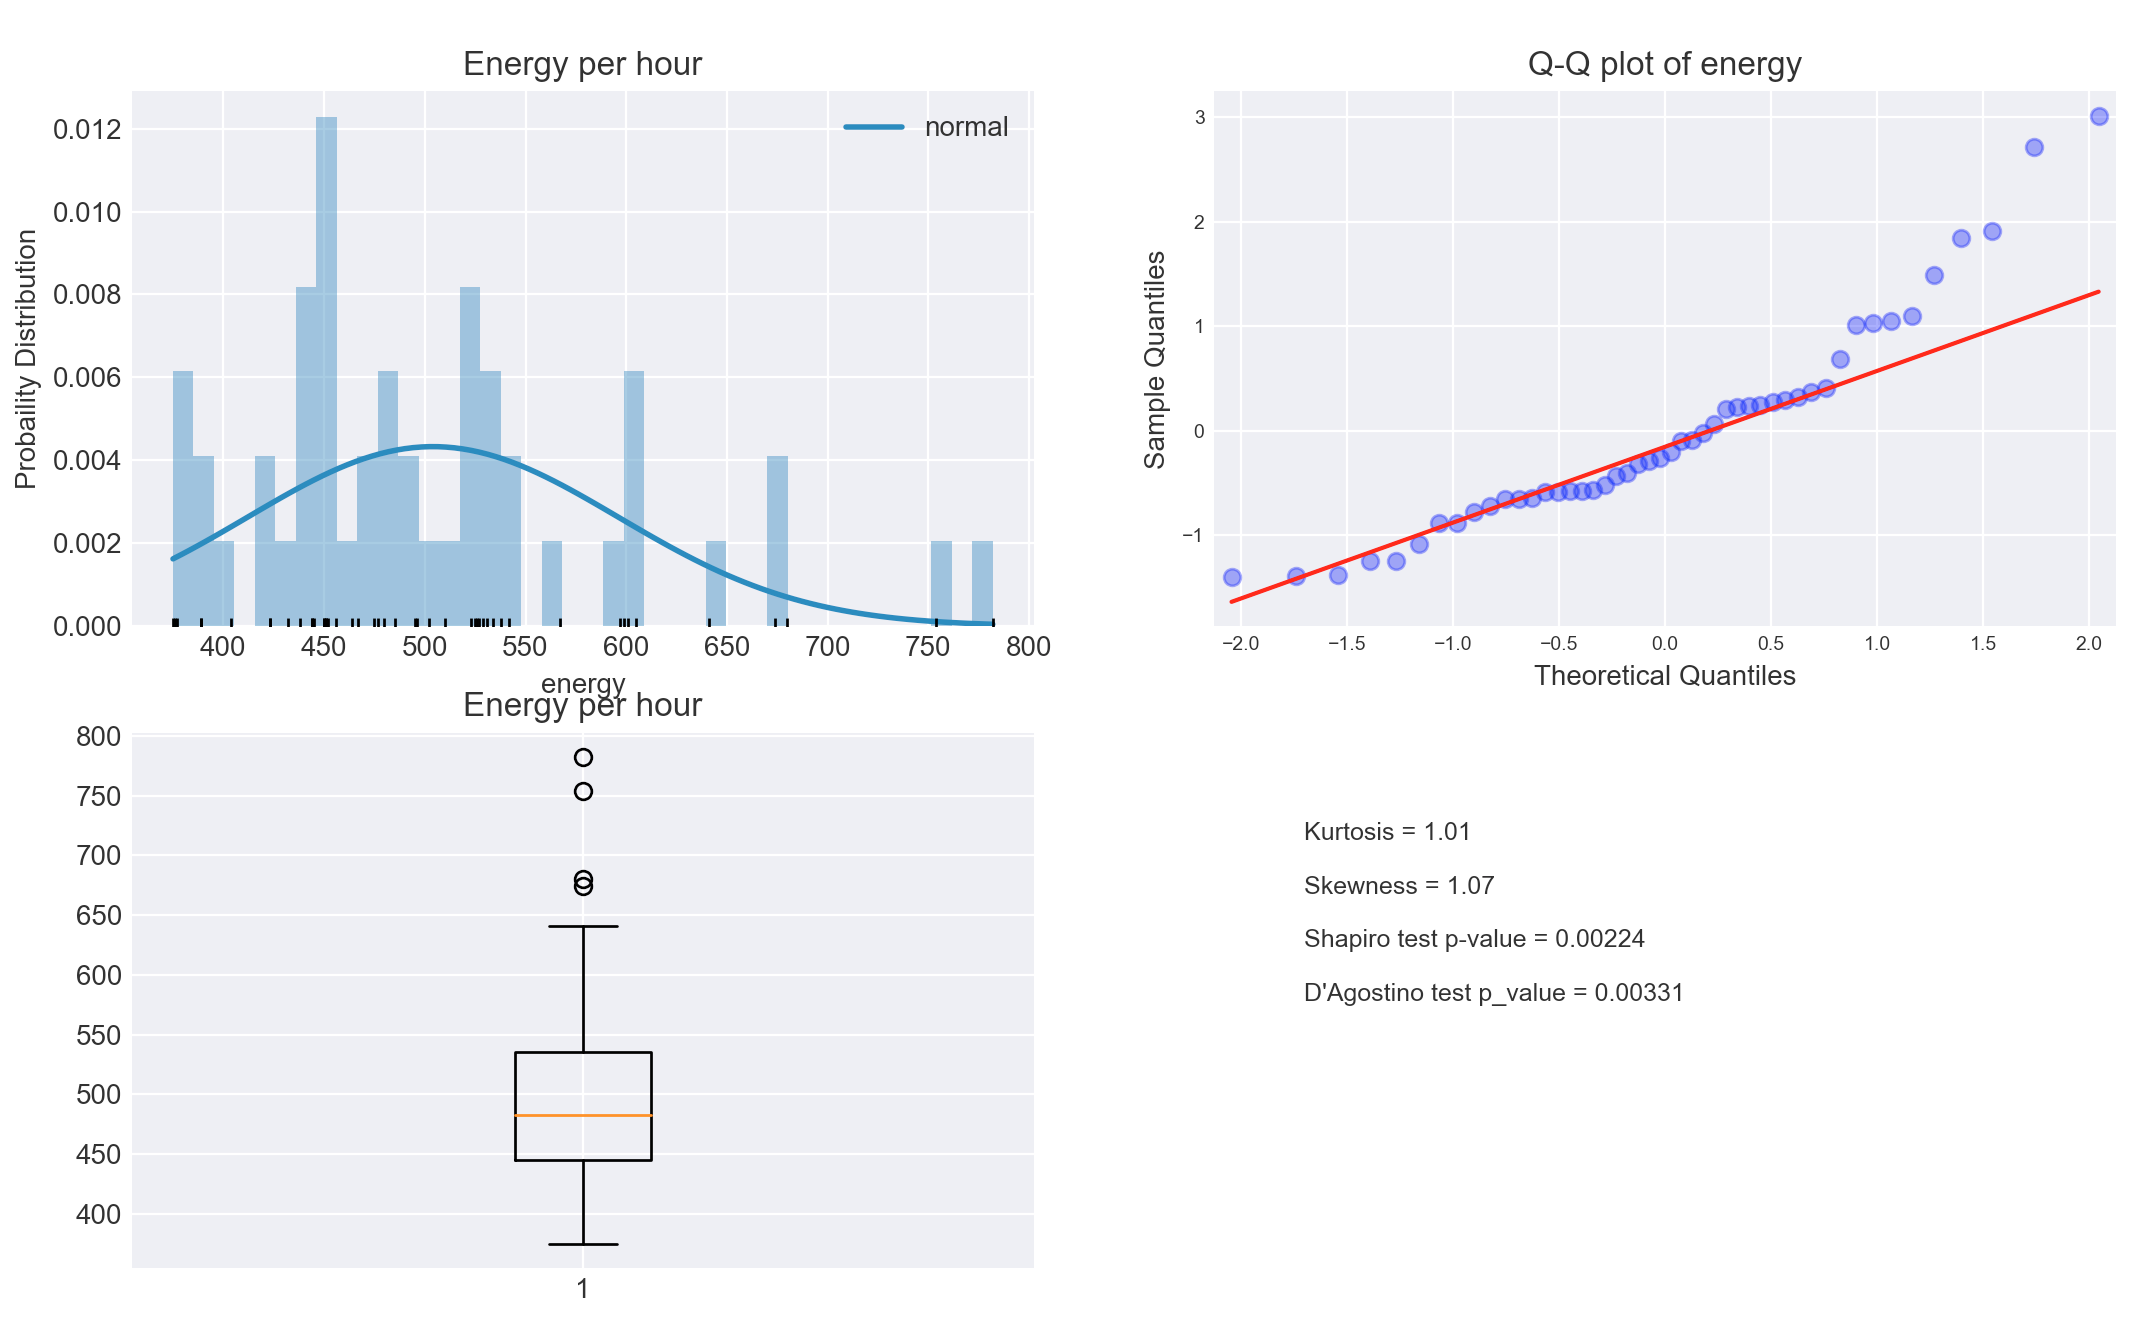 Energy per hour
normal
Probaility Distribution
0.012
0.010
0.008
0.006
0.004
0.002
0.000
400 450 500 550 600 650 700 750 800
energy
Q-Q plot of energy
Sample Quantiles
3
2
1
0
−1
−2.0 −1.5 −1.0 −0.5 0.0 0.5 1.0 1.5 2.0
Theoretical Quantiles
Energy per hour
800
750
700
650
600
550
500
450
400
1
Kurtosis = 1.01
Skewness = 1.07
Shapiro test p-value = 0.00224
D'Agostino test p_value = 0.00331